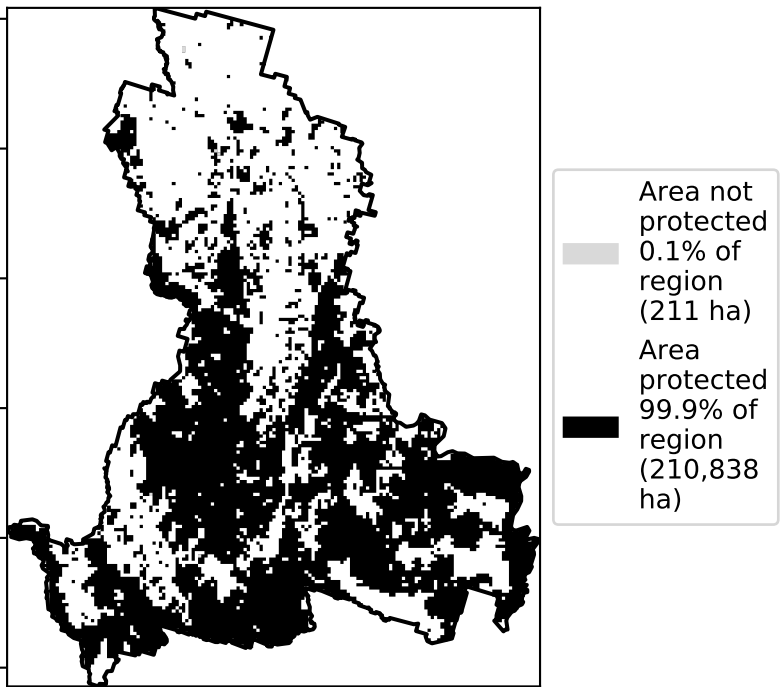 Area not
protected
0.1% of
region
(211 ha)
Area
protected
99.9% of
region
(210,838
ha)